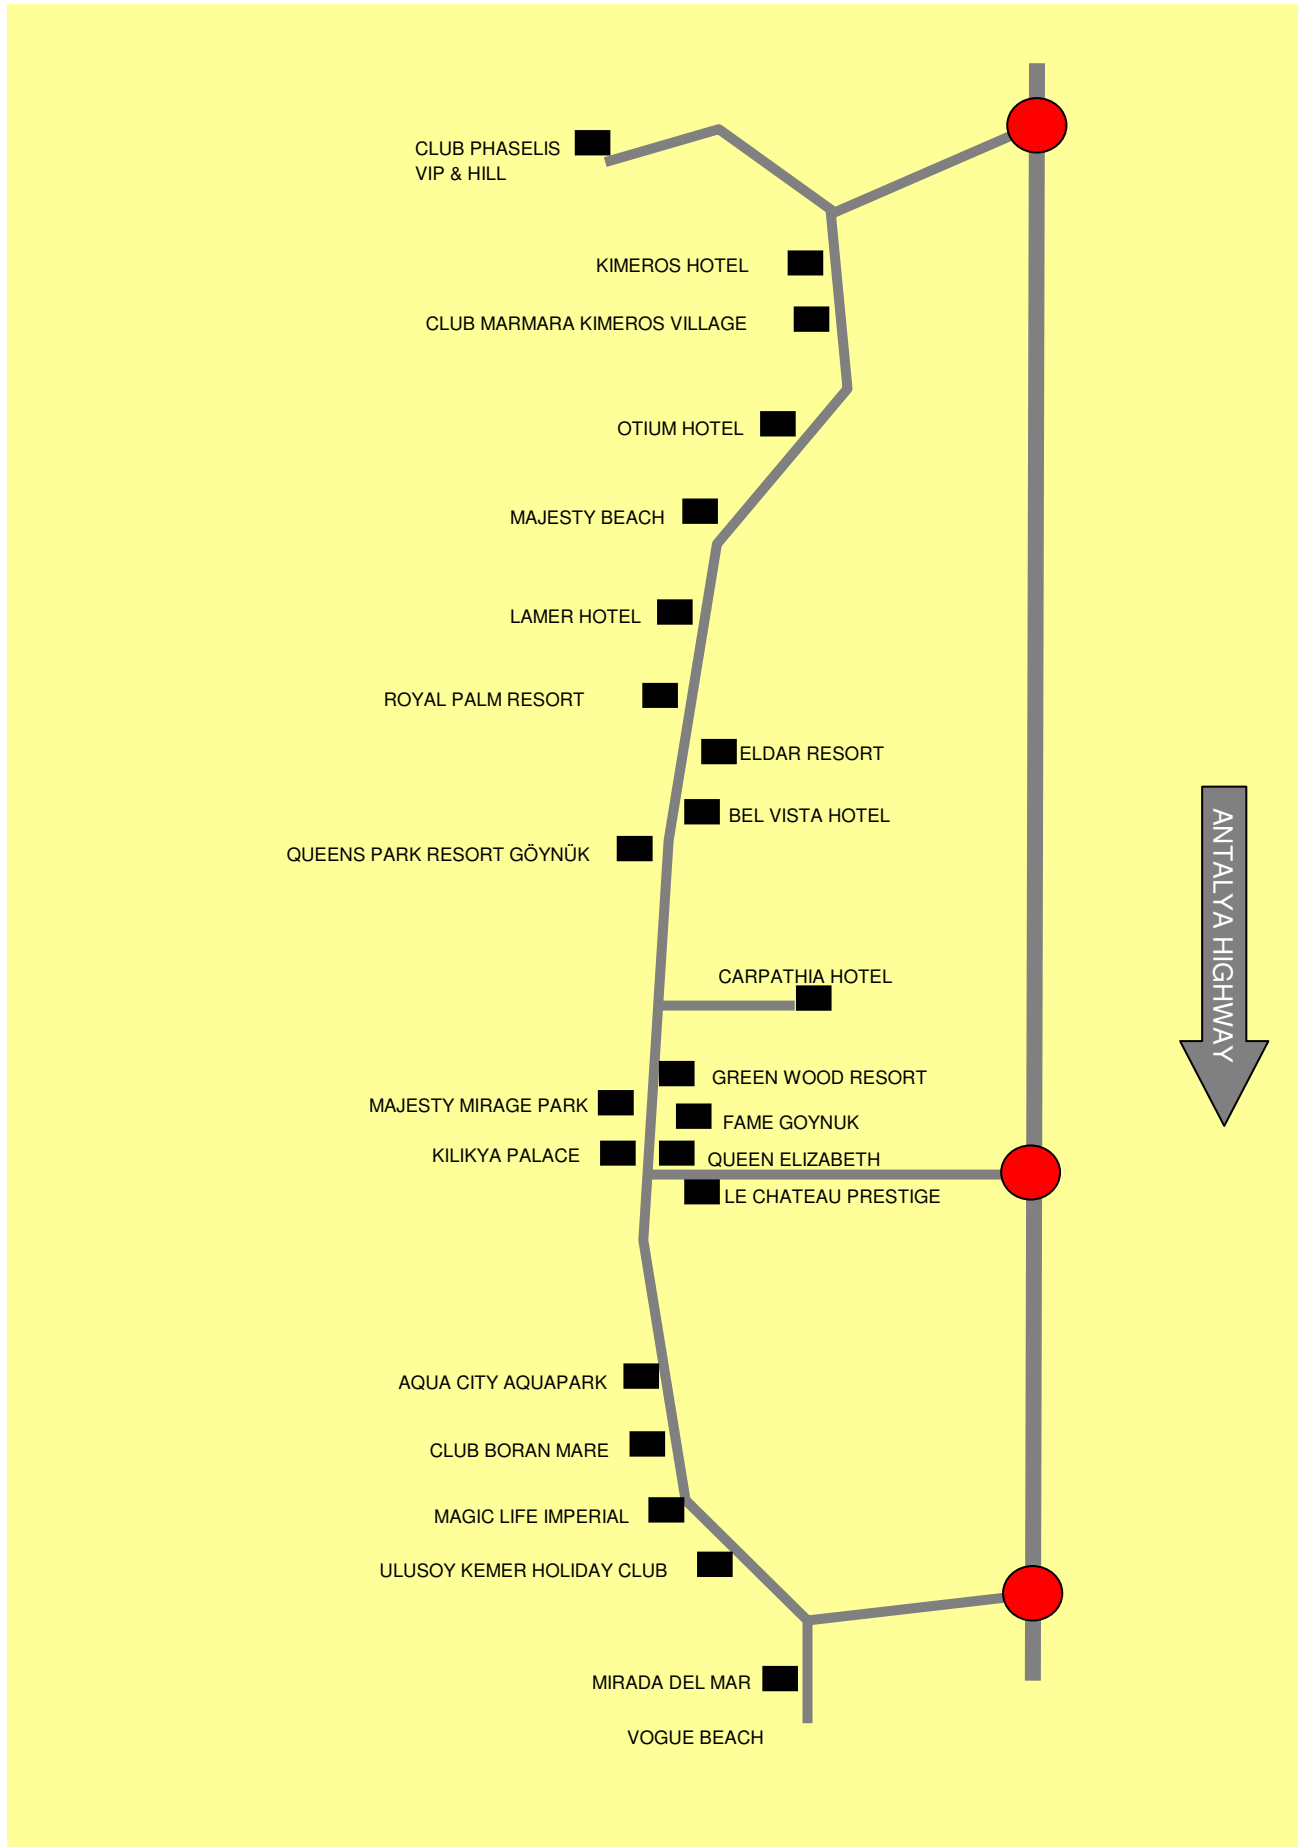 CLUB PHASELIS
VIP & HILL
KIMEROS HOTEL
CLUB MARMARA KIMEROS VILLAGE
OTIUM HOTEL
MAJESTY BEACH
LAMER HOTEL
ROYAL PALM RESORT
ELDAR RESORT
BEL VISTA HOTEL
QUEENS PARK RESORT GÖYNÜK
ANTALYA HIGHWAY
CARPATHIA HOTEL
GREEN WOOD RESORT
MAJESTY MIRAGE PARK
FAME GOYNUK
KILIKYA PALACE
QUEEN ELIZABETH
LE CHATEAU PRESTIGE
AQUA CITY AQUAPARK
CLUB BORAN MARE
MAGIC LIFE IMPERIAL
ULUSOY KEMER HOLIDAY CLUB
MIRADA DEL MAR
VOGUE BEACH